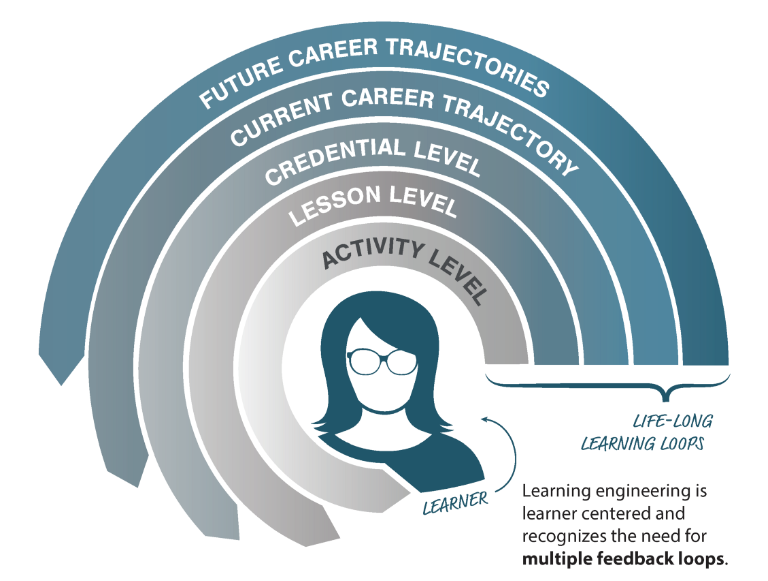 FUTURE CAREER TRAJECTORIES
CURRENT CAREER TRAJECTORY
CREDENTIAL LEVEL
LESSON LEVEL
ACTIVITY LEVEL
LIFE-LONG
LEARNING LOOPS
LEARNER
Learning engineering is
learner centered and
recognizes the need for
multiple feedback loops.